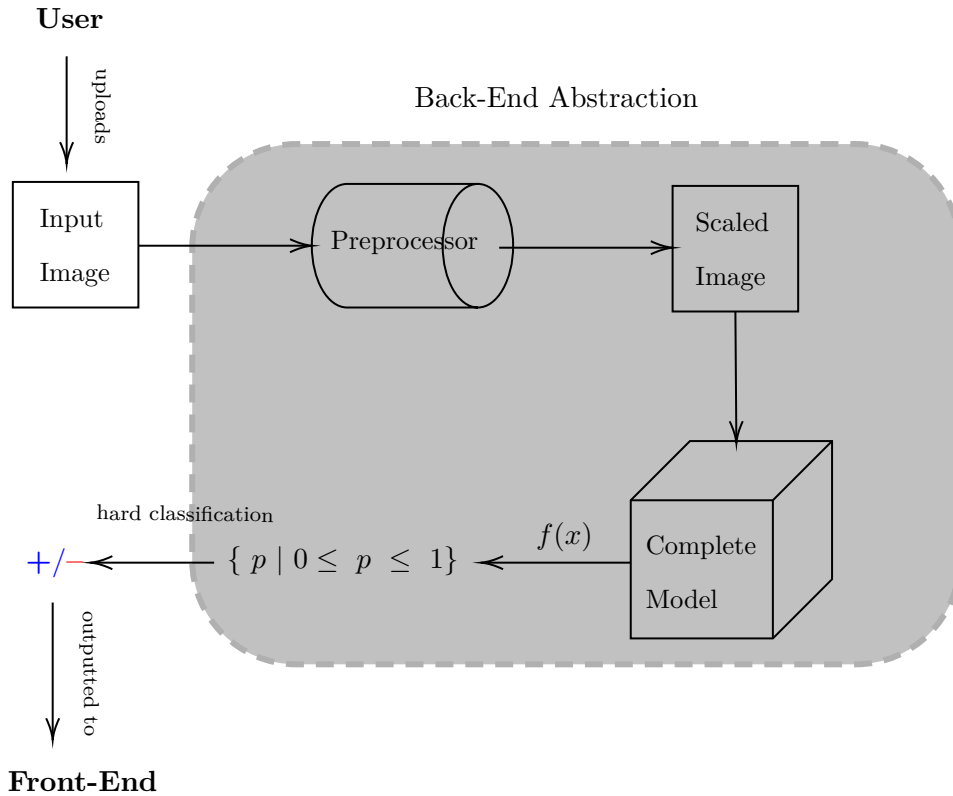 User
uploads
Back-End Abstraction
Input
Image
Preprocessor
Scaled
Image
hard classification
+/−
{ p | 0 ≤ p ≤ 1}
f(x)
Complete
Model
outputted to
Front-End